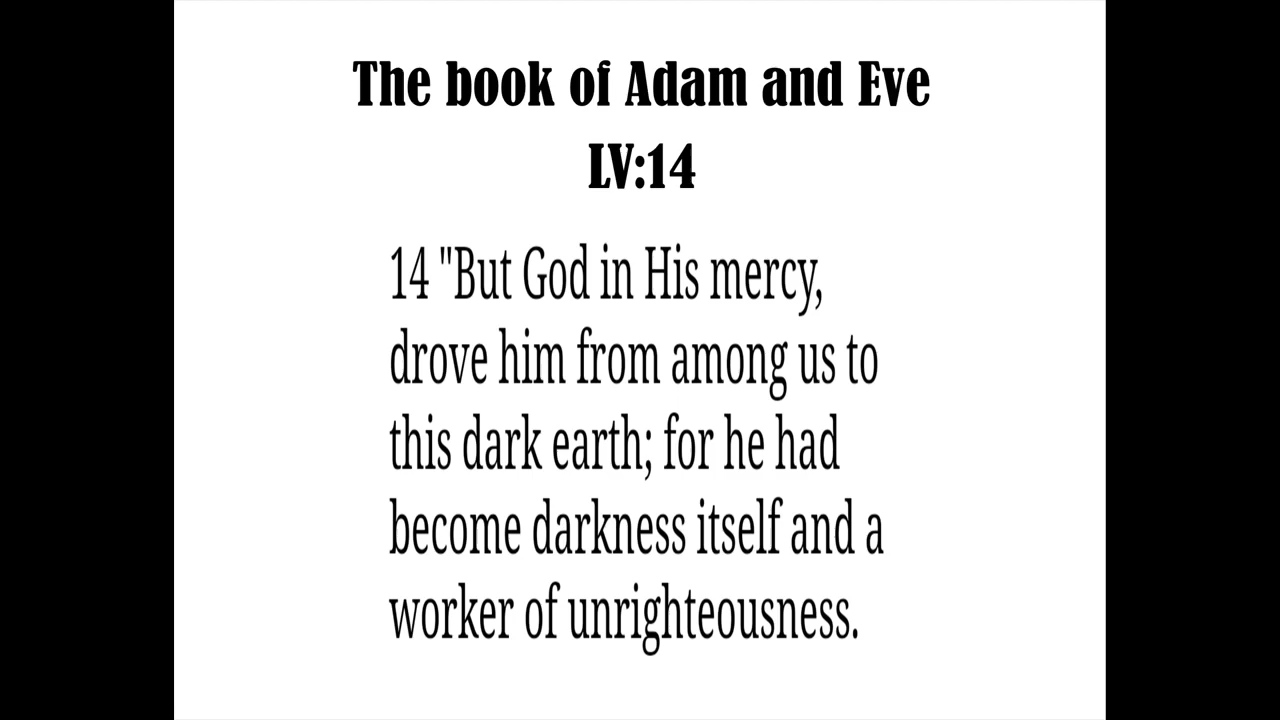 The book of Adam and Eve
LV:14
14 "But God in His mercy,
drove him from among us to
this dark earth; for he had
become darkness itself and a
worker of unrighteousness.